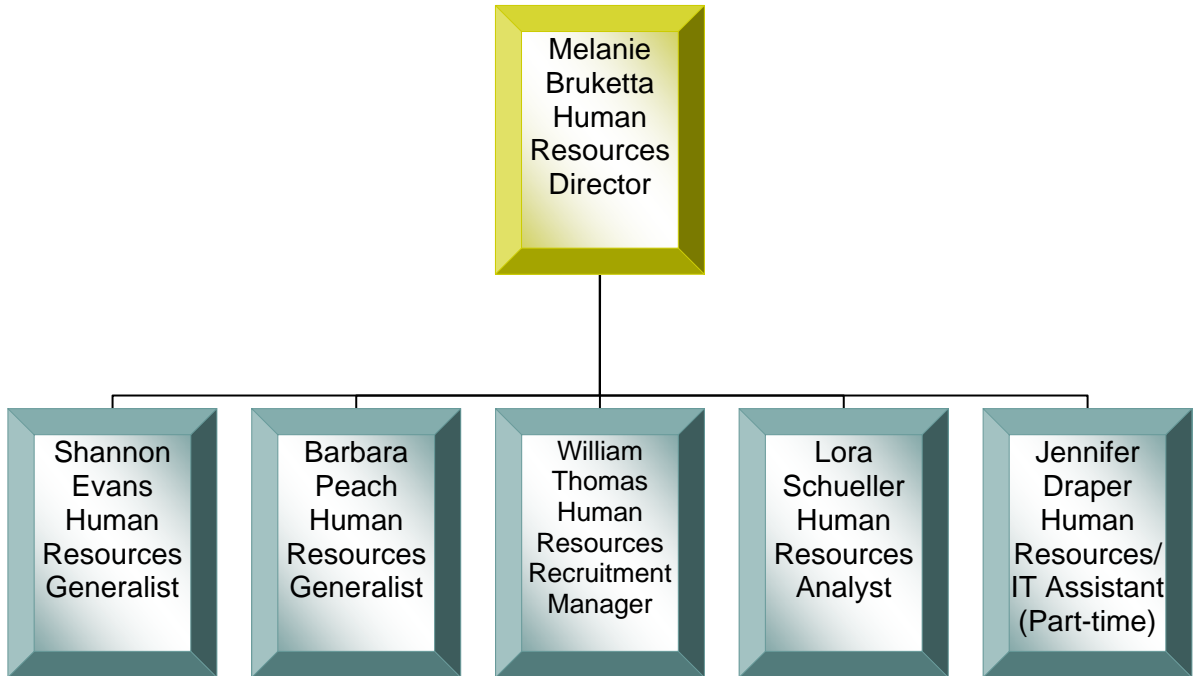 Melanie
Bruketta
Human
Resources
Director
Shannon
Evans
Human
Resources
Generalist
Barbara
Peach
Human
Resources
Generalist
William
Thomas
Human
Resources
Recruitment
Manager
Lora
Schueller
Human
Resources
Analyst
Jennifer
Draper
Human
Resources/
IT Assistant
(Part-time)